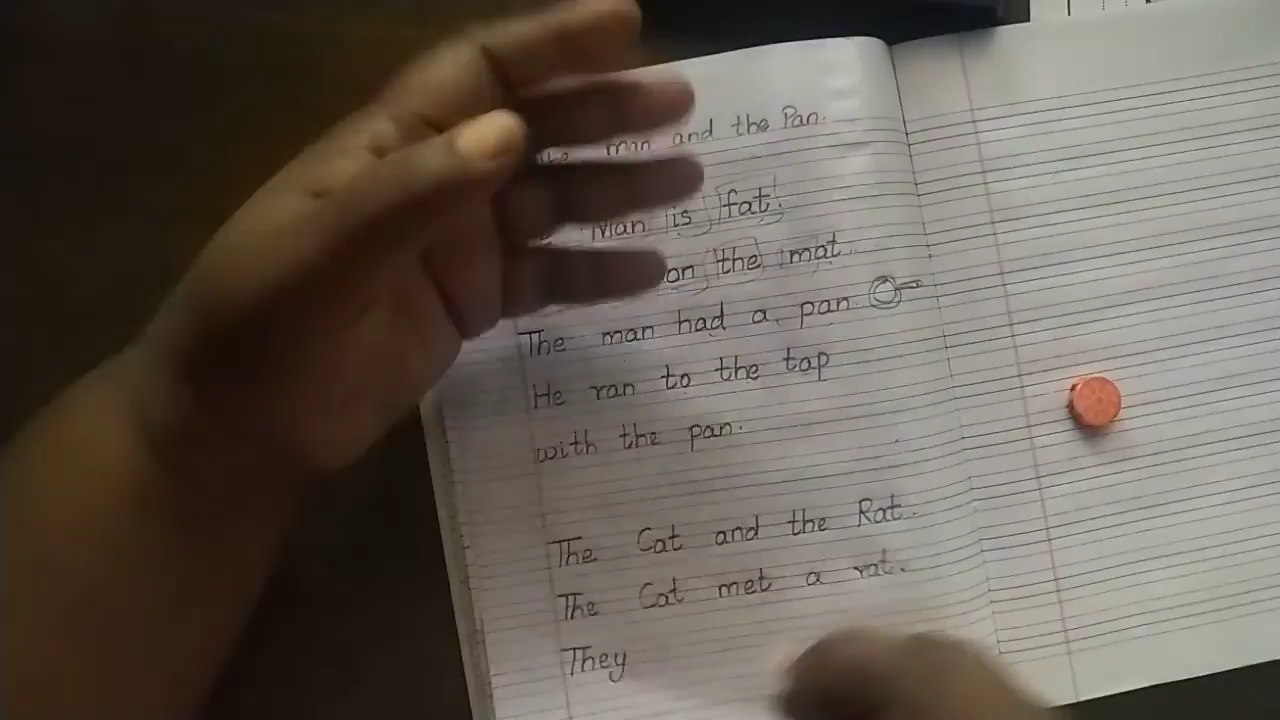 man and the Pan.
Man is fat.
on the mat.
The man had a pan.
He ran to the tap
with the pan.
The Cat and the Rat.
The Cat met a rat.
They